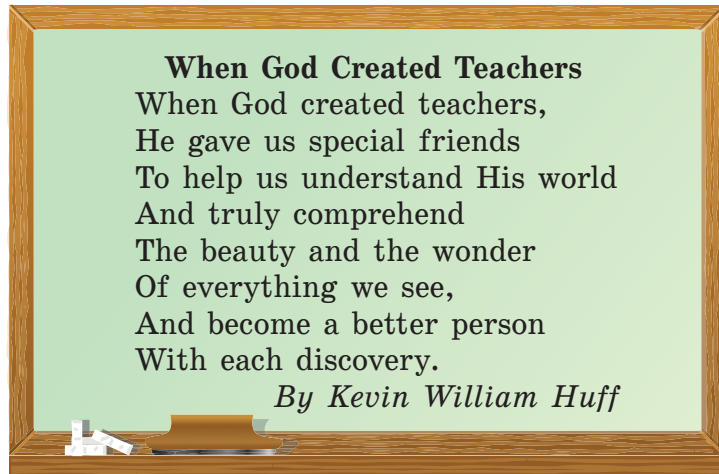 When God Created Teachers
When God created teachers,
He gave us special friends
To help us understand His world
And truly comprehend
The beauty and the wonder
Of everything we see,
And become a better person
With each discovery.
By Kevin William Huff